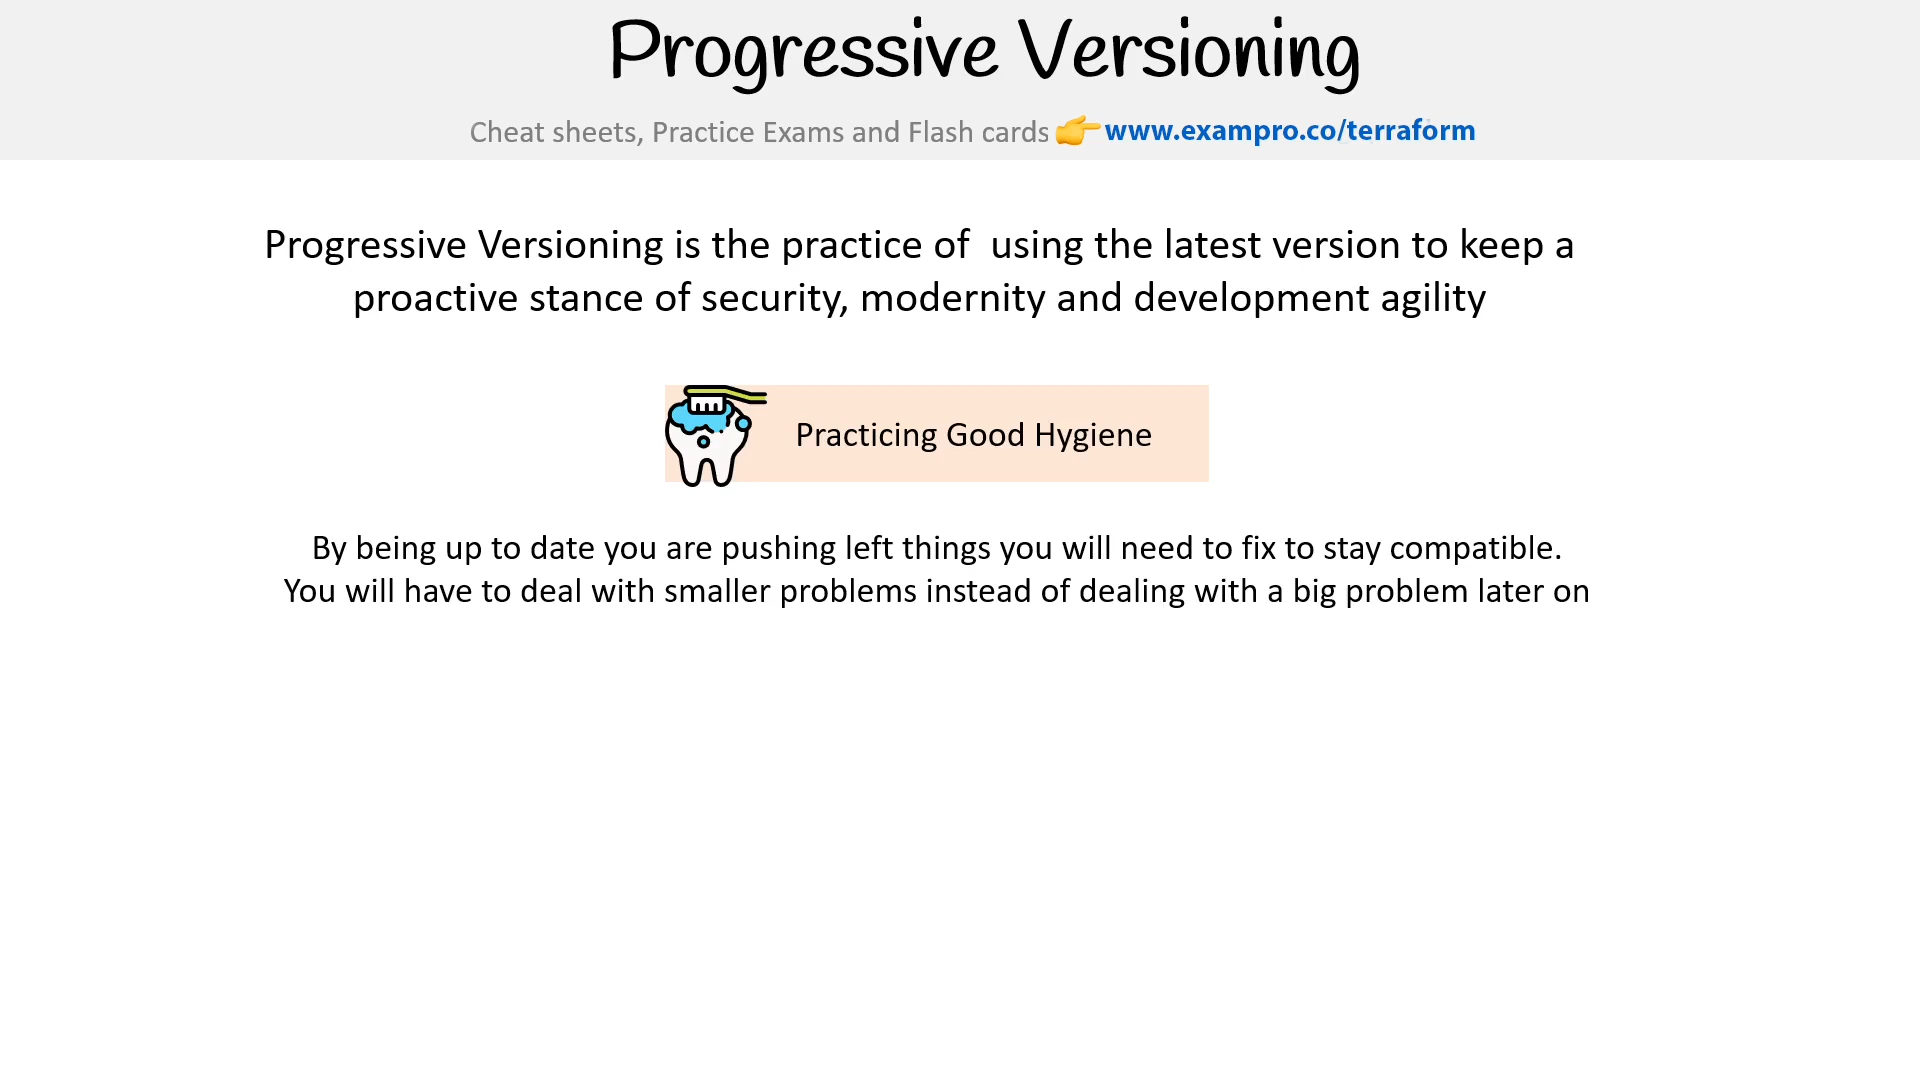 Progressive Versioning
Cheat sheets, Practice Exams and Flash cards 👉 www.exampro.co/terraform
Progressive Versioning is the practice of  using the latest version to keep a
proactive stance of security, modernity and development agility
Practicing Good Hygiene
By being up to date you are pushing left things you will need to fix to stay compatible.
You will have to deal with smaller problems instead of dealing with a big problem later on